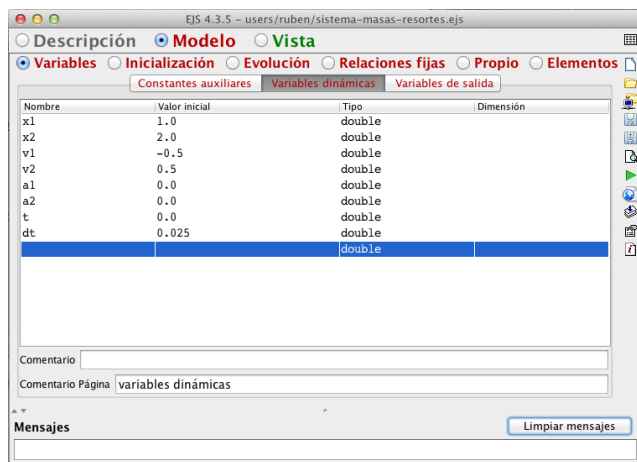 EJS 4.3.5 - users/ruben/sistema-masas-resortes.ejs
Descripción Modelo Vista
Variables Inicialización Evolución Relaciones fijas Propio Elementos
Constantes auxiliares Variables dinámicas Variables de salida
Nombre Valor inicial Tipo Dimensión
x1 1.0 double
x2 2.0 double
v1 -0.5 double
v2 0.5 double
a1 0.0 double
a2 0.0 double
t 0.0 double
dt 0.025 double
double
Comentario
Comentario Página variables dinámicas
Mensajes Limpiar mensajes